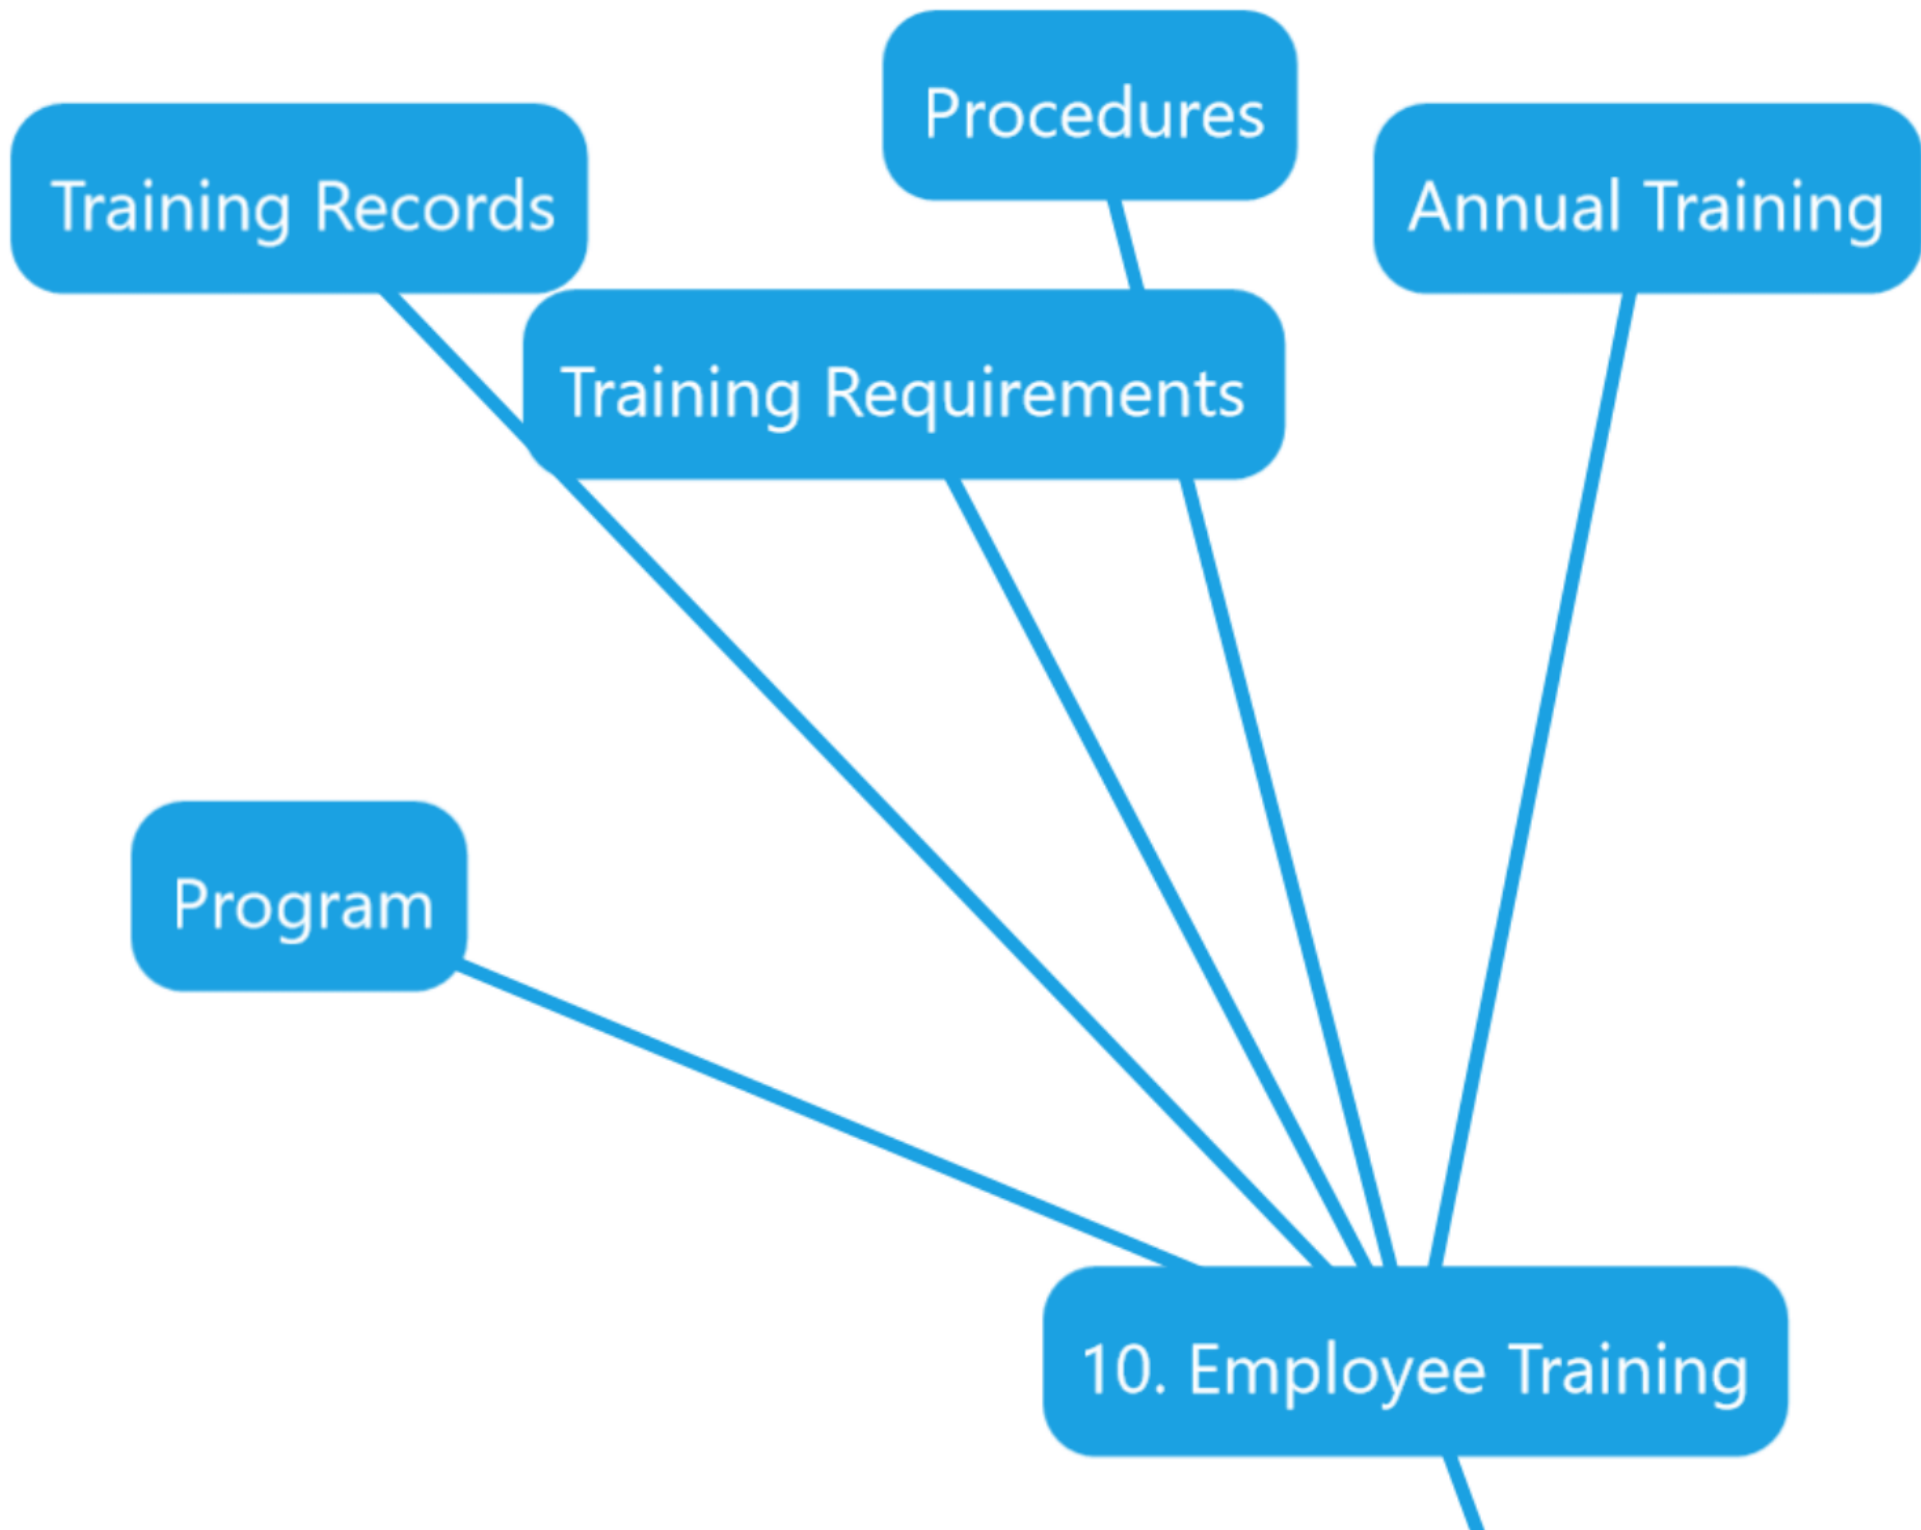 Procedures
Training Records
Annual Training
Training Requirements
Program
10. Employee Training